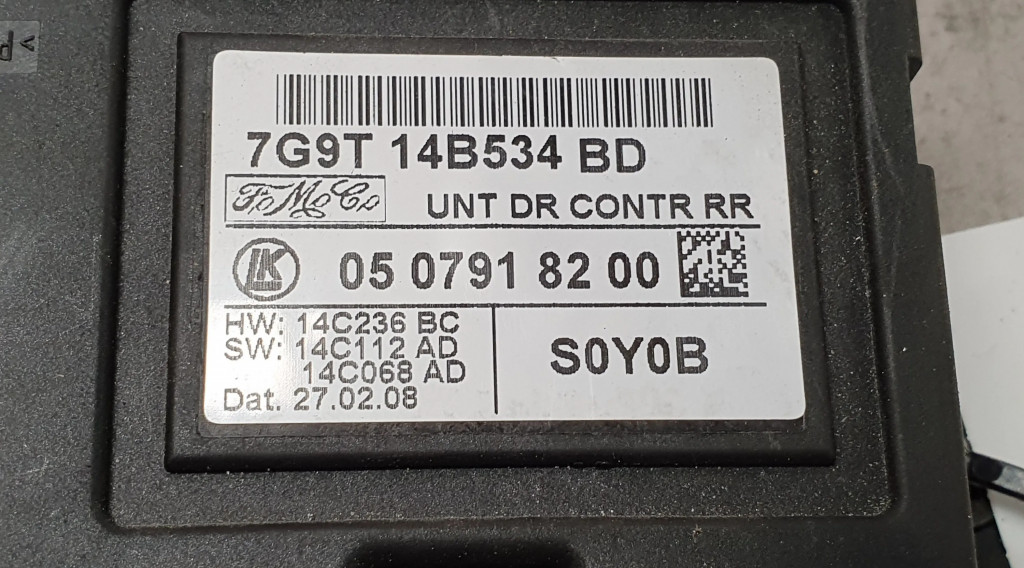 7G9T 14B534 BD
FoMoCo UNT DR CONTR RR
LK 05 0791 82 00
HW: 14C236 BC
SW: 14C112 AD
14C068 AD
Dat. 27.02.08
S0Y0B